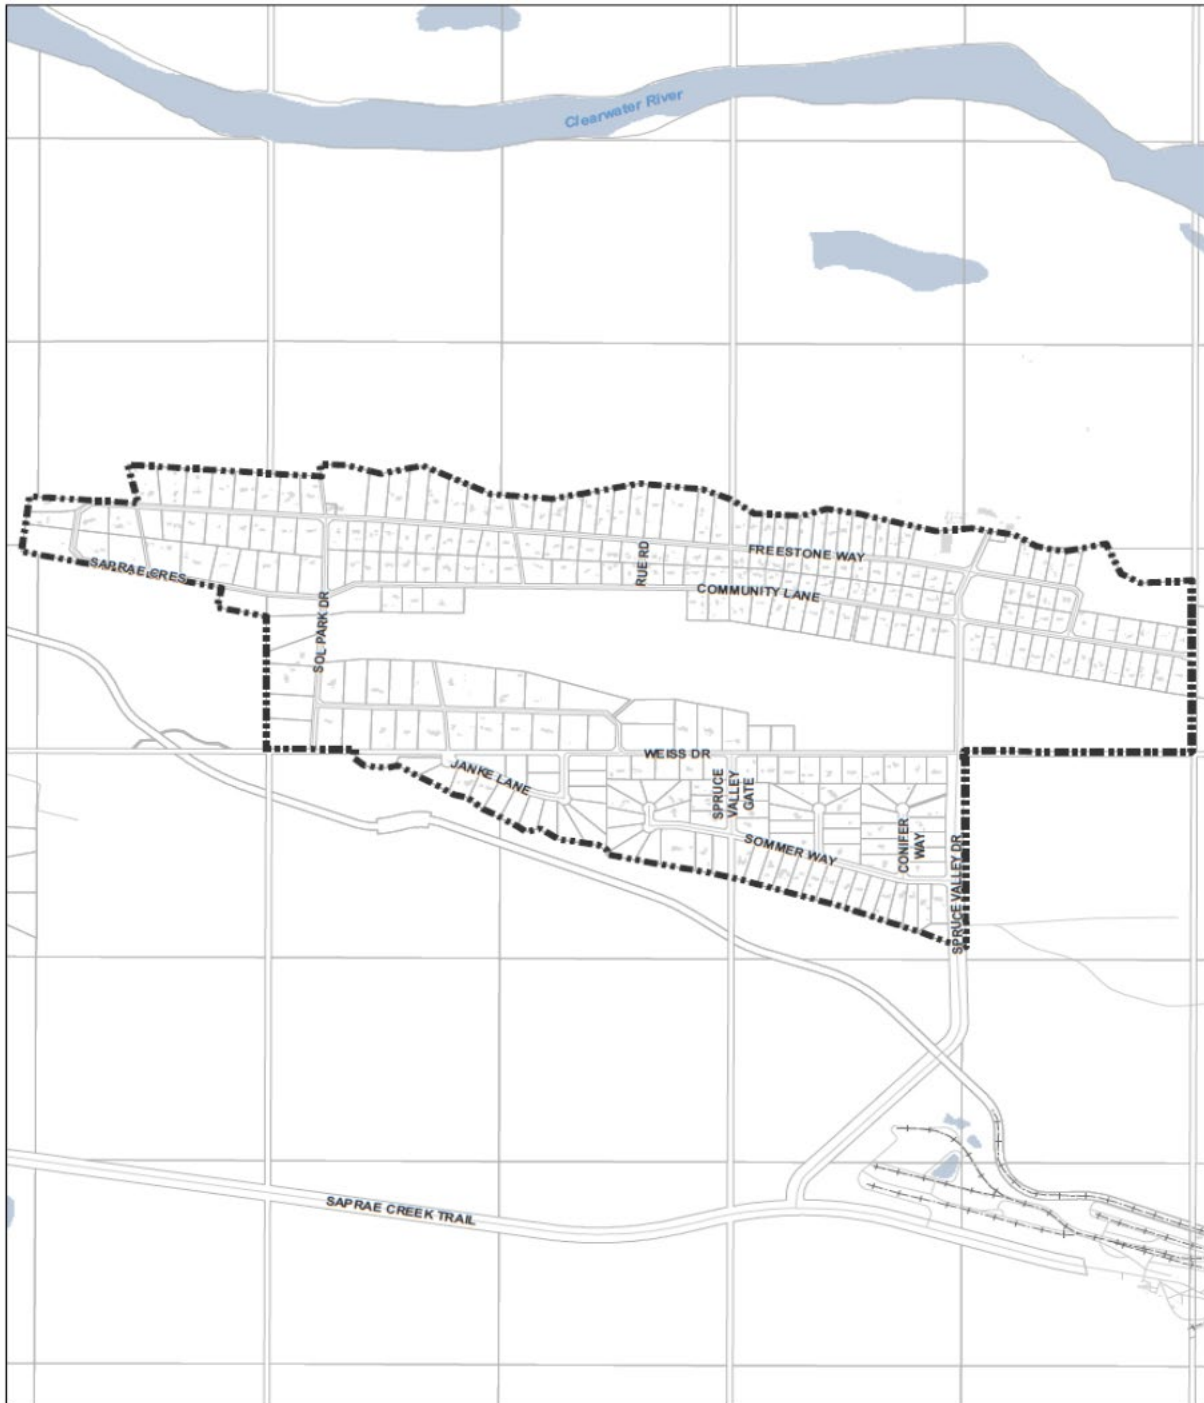 Clearwater River
FREESTONE WAY
RUE RD
SAPRAE CRES
COMMUNITY LANE
SOL PARK DR
WEISS DR
JANKE LANE
SPRUCE
VALLEY
GATE
SOMMER WAY
CONIFER
WAY
SPRUCE VALLEY DR
SAPRAE CREEK TRAIL